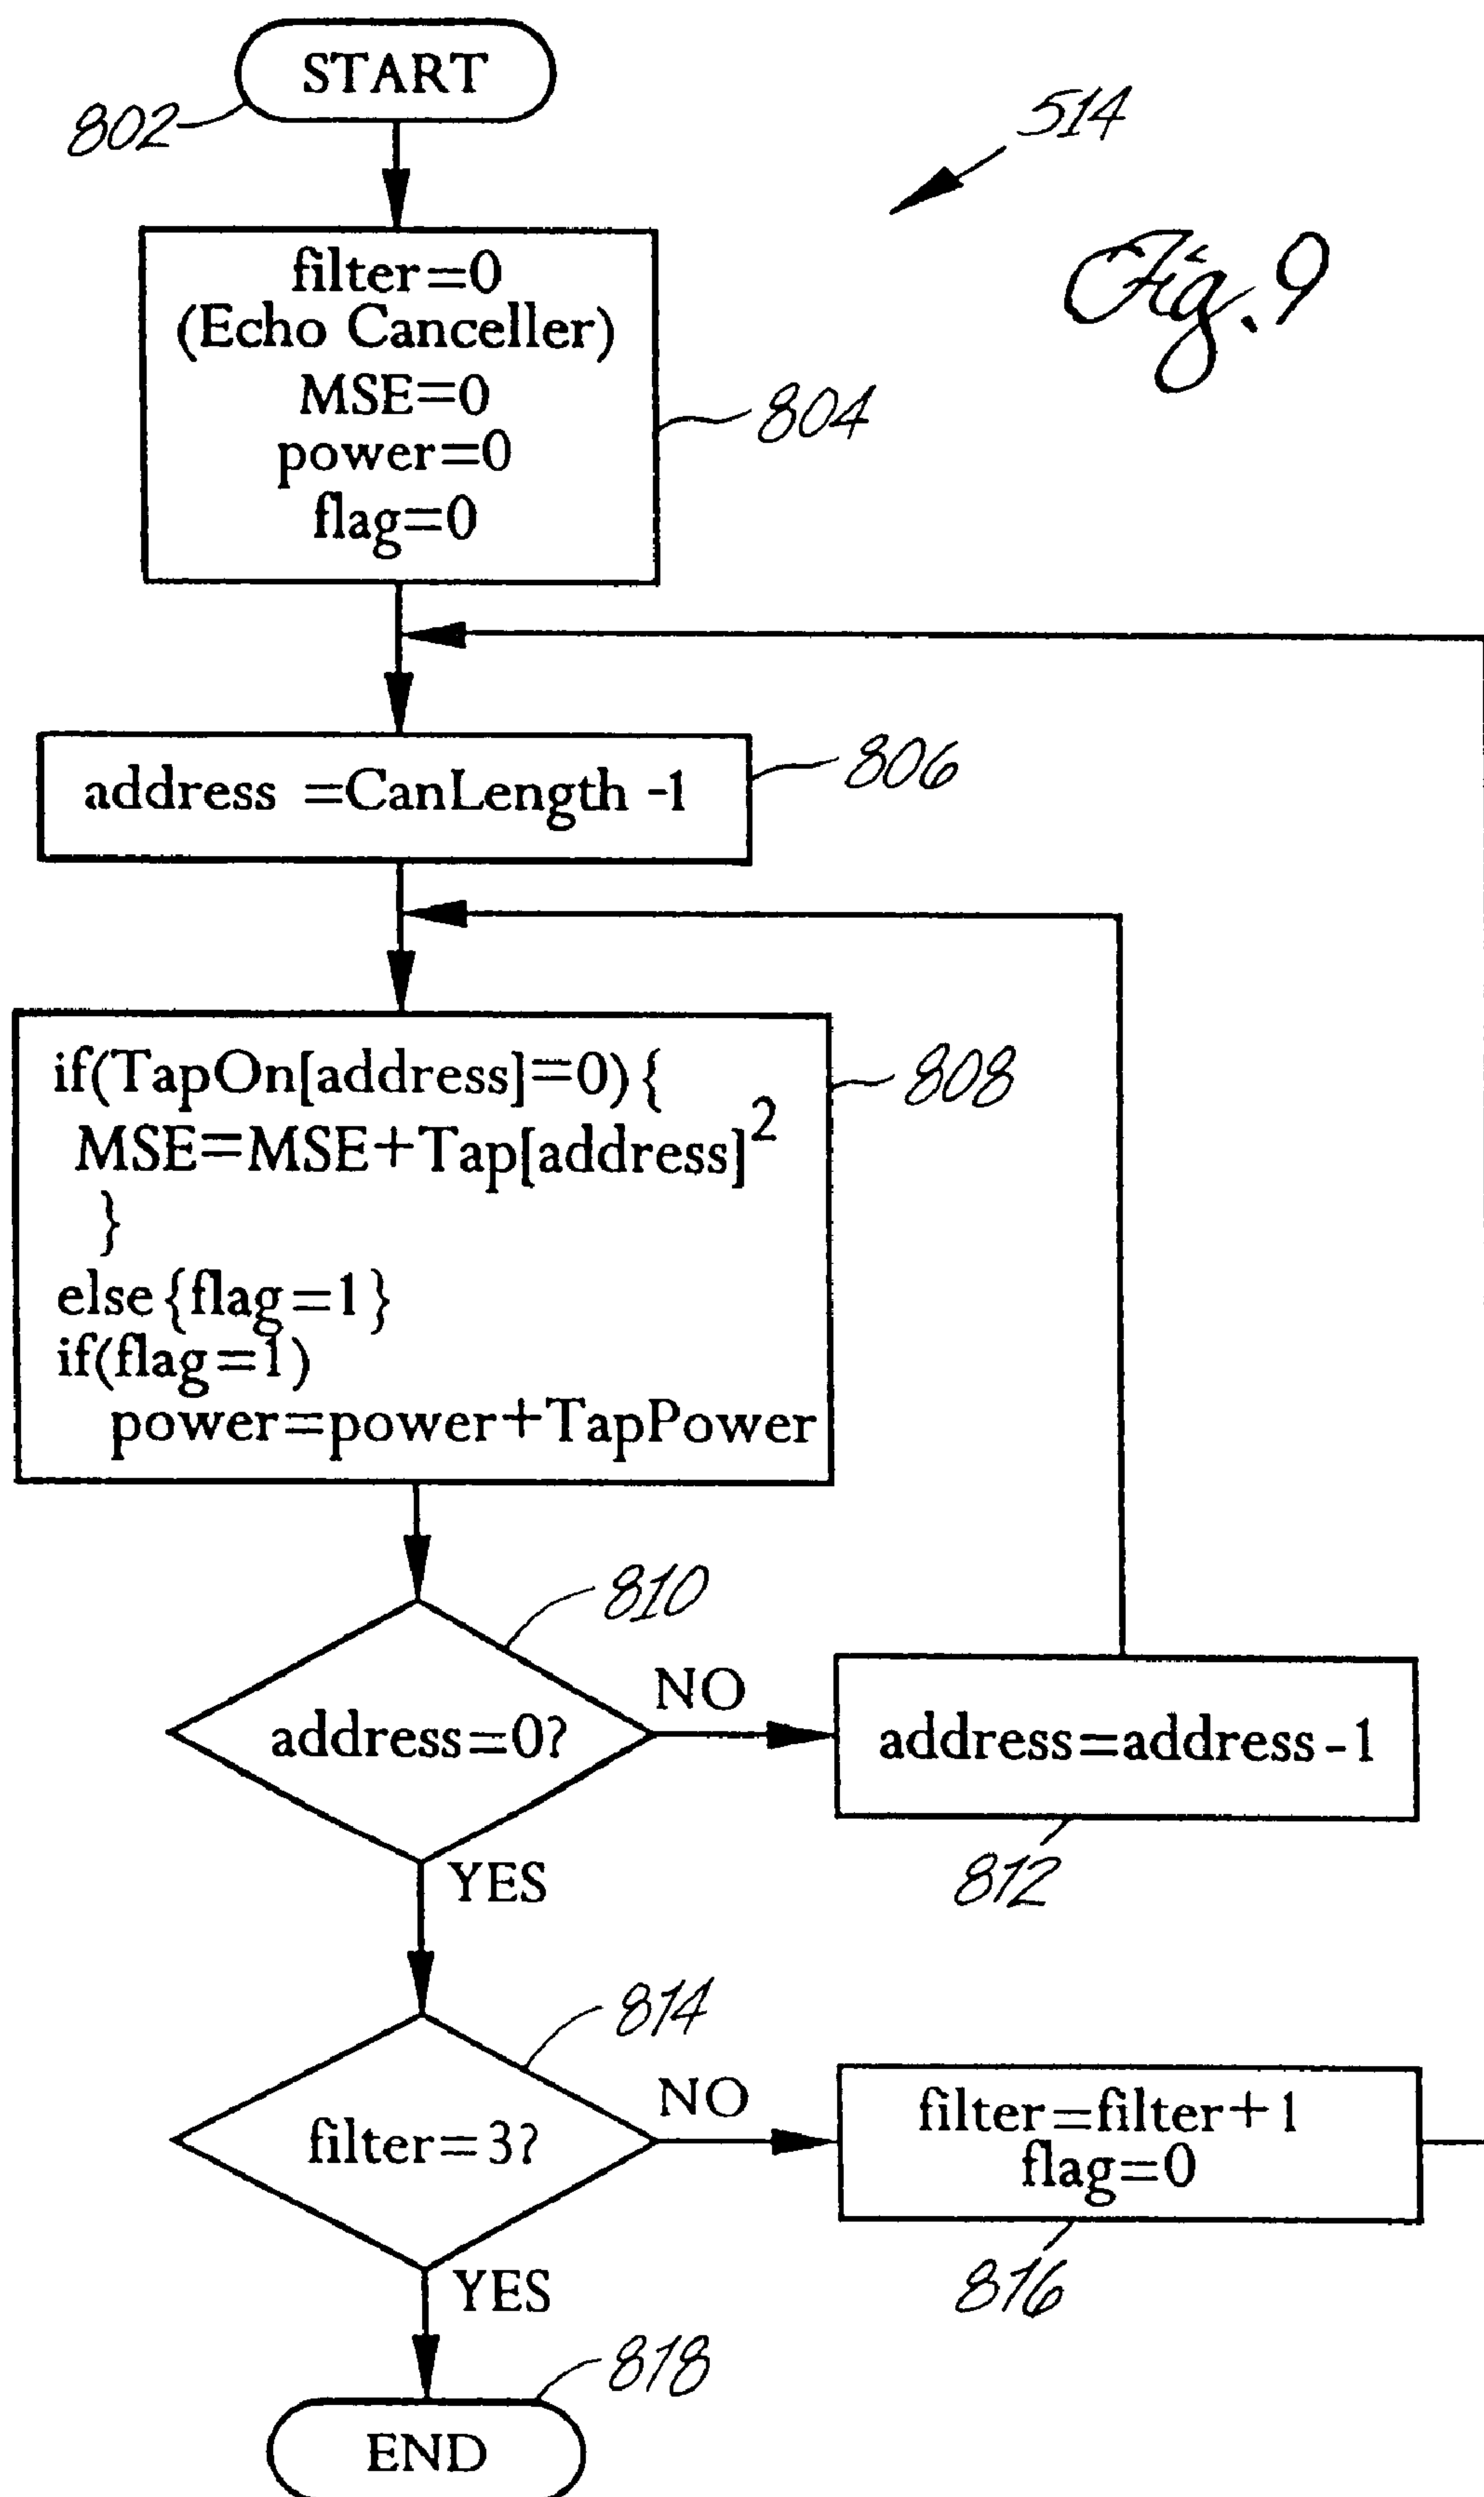 START
802
514
Fig. 9
filter=0
(Echo Canceller)
MSE=0
power=0
flag=0
804
address =CanLength -1
806
if(TapOn[address]=0){
MSE=MSE+Tap[address]2
}
else{flag=1}
if(flag=1)
power=power+TapPower
808
810
address=0?
NO
address=address-1
812
YES
814
filter=3?
NO
filter=filter+1
flag=0
816
YES
818
END